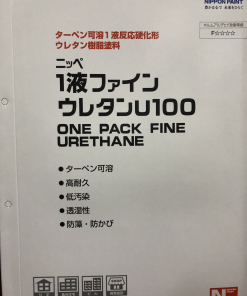 NIPPON PAINT
ターペン可溶1液反応硬化形
ウレタン樹脂塗料
F☆☆☆☆
ニッペ
1液ファイン
ウレタンU100
ONE PACK FINE
URETHANE
●ターペン可溶
●高耐久
●低汚染
●透湿性
●防藻・防かび
N